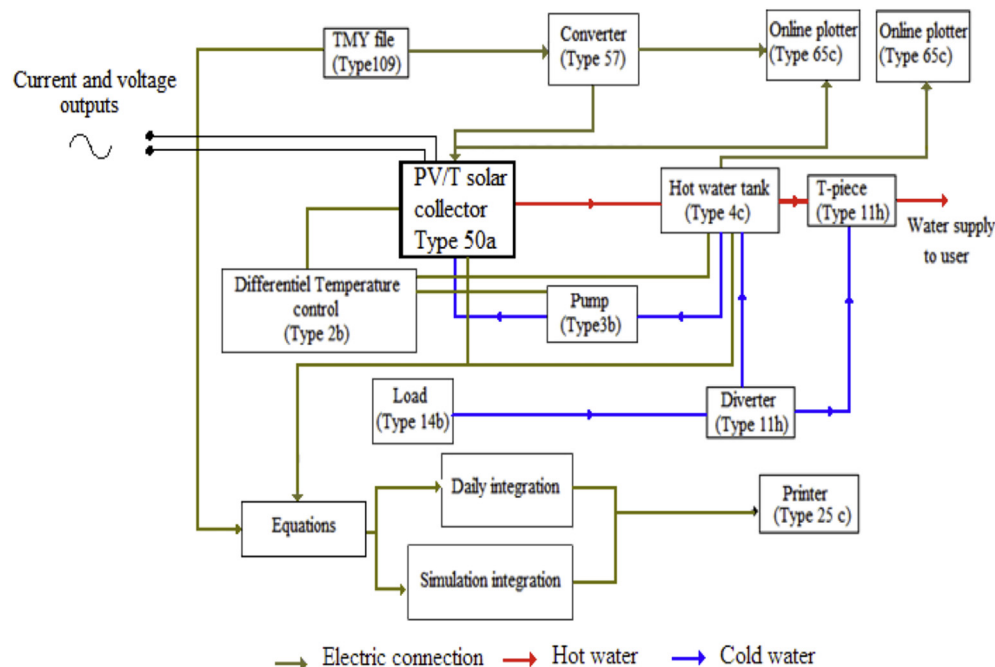 TMY file
(Type109)
Converter
(Type 57)
Online plotter
(Type 65c)
Online plotter
(Type 65c)
Current and voltage
outputs
PV/T solar
collector
Type 50a
Hot water tank
(Type 4c)
T-piece
(Type 11h)
Water supply
to user
Differentiel Temperature
control
(Type 2b)
Pump
(Type3b)
Load
(Type 14b)
Diverter
(Type 11h)
Daily integration
Printer
(Type 25 c)
Equations
Simulation integration
Electric connection
Hot water
Cold water